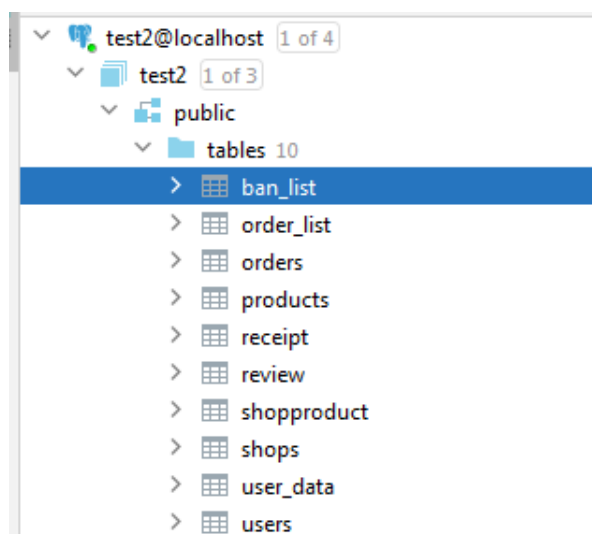 test2@localhost 1 of 4
test2 1 of 3
public
tables 10
ban_list
order_list
orders
products
receipt
review
shopproduct
shops
user_data
users